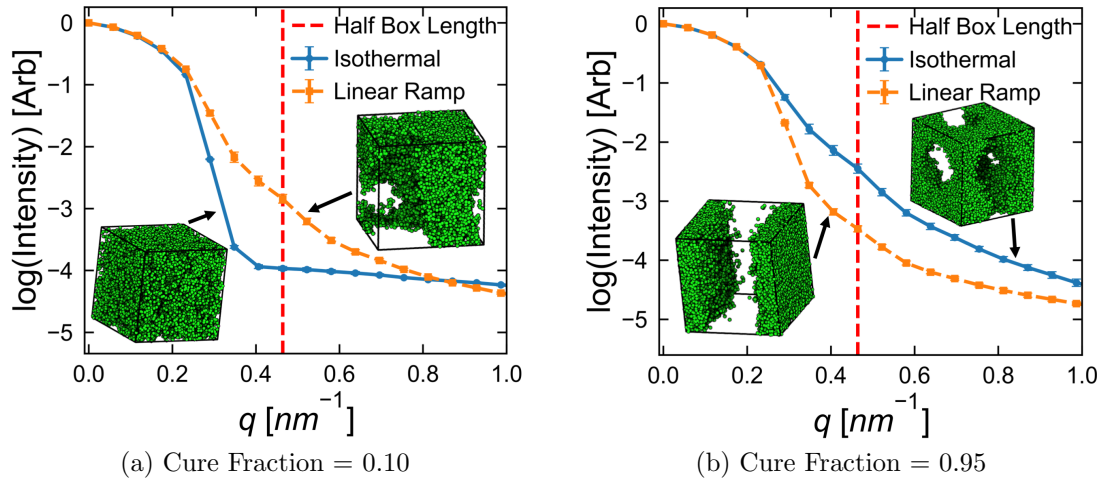 Half Box Length
Isothermal
Linear Ramp
log(Intensity) [Arb]
0
−1
−2
−3
−4
−5
0.0 0.2 0.4 0.6 0.8 1.0
q [nm⁻¹]
(a) Cure Fraction = 0.10
Half Box Length
Isothermal
Linear Ramp
log(Intensity) [Arb]
0
−1
−2
−3
−4
−5
0.0 0.2 0.4 0.6 0.8 1.0
q [nm⁻¹]
(b) Cure Fraction = 0.95